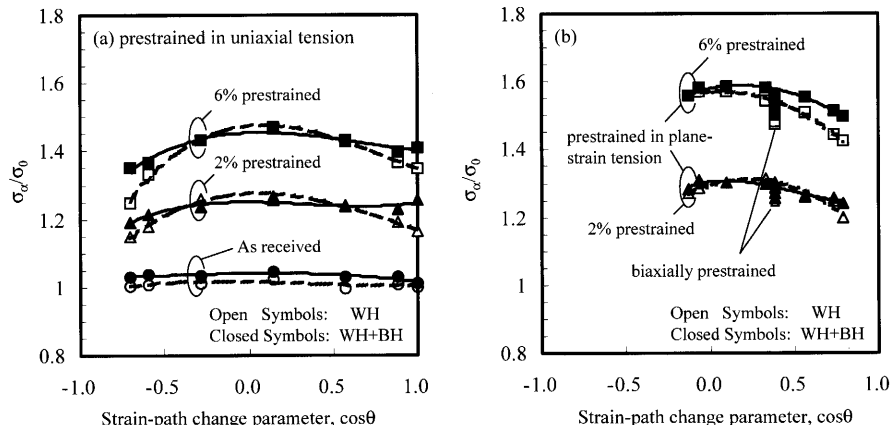 (a) prestrained in uniaxial tension
6% prestrained
2% prestrained
As received
Open Symbols: WH
Closed Symbols: WH+BH
1.8
1.6
1.4
1.2
1
0.8
-1.0
-0.5
0.0
0.5
1.0
σα/σ0
Strain-path change parameter, cosθ
(b)
6% prestrained
prestrained in plane-
strain tension
2% prestrained
biaxially prestrained
Open Symbols: WH
Closed Symbols: WH+BH
1.8
1.6
1.4
1.2
1
0.8
-1.0
-0.5
0.0
0.5
1.0
σα/σ0
Strain-path change parameter, cosθ